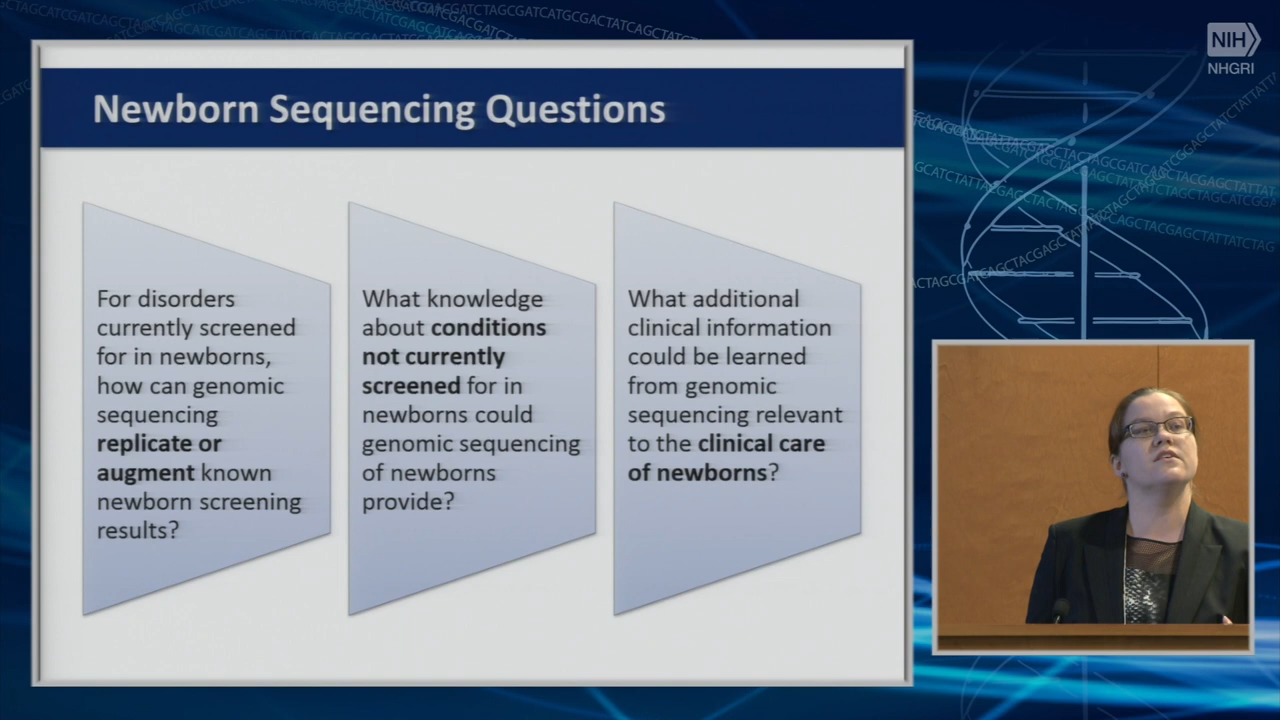 NIH
NHGRI
Newborn Sequencing Questions
For disorders
currently screened
for in newborns,
how can genomic
sequencing
replicate or
augment known
newborn screening
results?
What knowledge
about conditions
not currently
screened for in
newborns could
genomic sequencing
of newborns
provide?
What additional
clinical information
could be learned
from genomic
sequencing relevant
to the clinical care
of newborns?